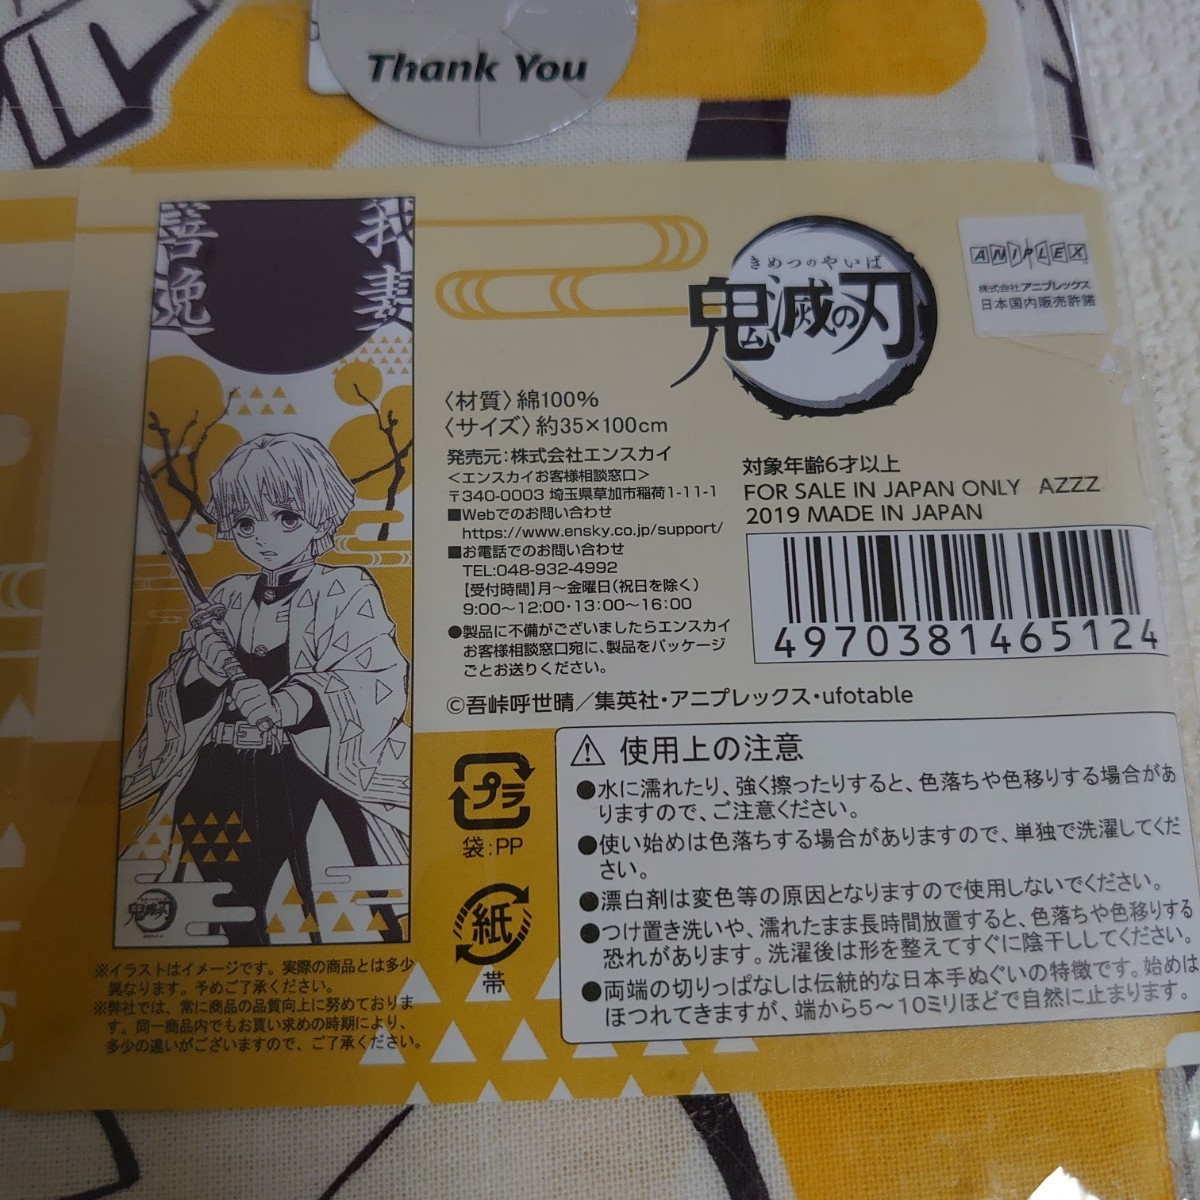 Thank You
我妻
善逸
きめつのやいば
鬼滅の刃
ANIPLEX
株式会社アニプレックス
日本国内販売許諾
〈材質〉綿100%
〈サイズ〉約35×100cm
発売元：株式会社エンスカイ
<エンスカイお客様相談窓口>
〒340-0003 埼玉県草加市稲荷1-11-1
■Webでのお問い合わせ
https://www.ensky.co.jp/support/
■お電話でのお問い合わせ
TEL:048-932-4992
【受付時間】月〜金曜日(祝日を除く)
9:00〜12:00・13:00〜16:00
●製品に不備がございましたらエンスカイ
お客様相談窓口宛に、製品をパッケージ
ごとお送りください。
対象年齢6才以上
FOR SALE IN JAPAN ONLY AZZZ
2019 MADE IN JAPAN
4970381465124
©吾峠呼世晴／集英社・アニプレックス・ufotable
プラ
袋:PP
紙
帯
⚠ 使用上の注意
●水に濡れたり、強く擦ったりすると、色落ちや色移りする場合があ
りますので、ご注意ください。
●使い始めは色落ちする場合がありますので、単独で洗濯してくだ
さい。
●漂白剤は変色等の原因となりますので使用しないでください。
●つけ置き洗いや、濡れたまま長時間放置すると、色落ちや色移りする
恐れがあります。洗濯後は形を整えてすぐに陰干ししてください。
●両端の切りっぱなしは伝統的な日本手ぬぐいの特徴です。始めは
ほつれてきますが、端から5〜10ミリほどで自然に止まります。
鬼滅の刃
※イラストはイメージです。実際の商品とは多少
異なります。予めご了承ください。
※弊社では、常に商品の品質向上に努めておりま
す。同一商品内でもお買い求めの時期により、
多少の違いがございますので、ご了承ください。